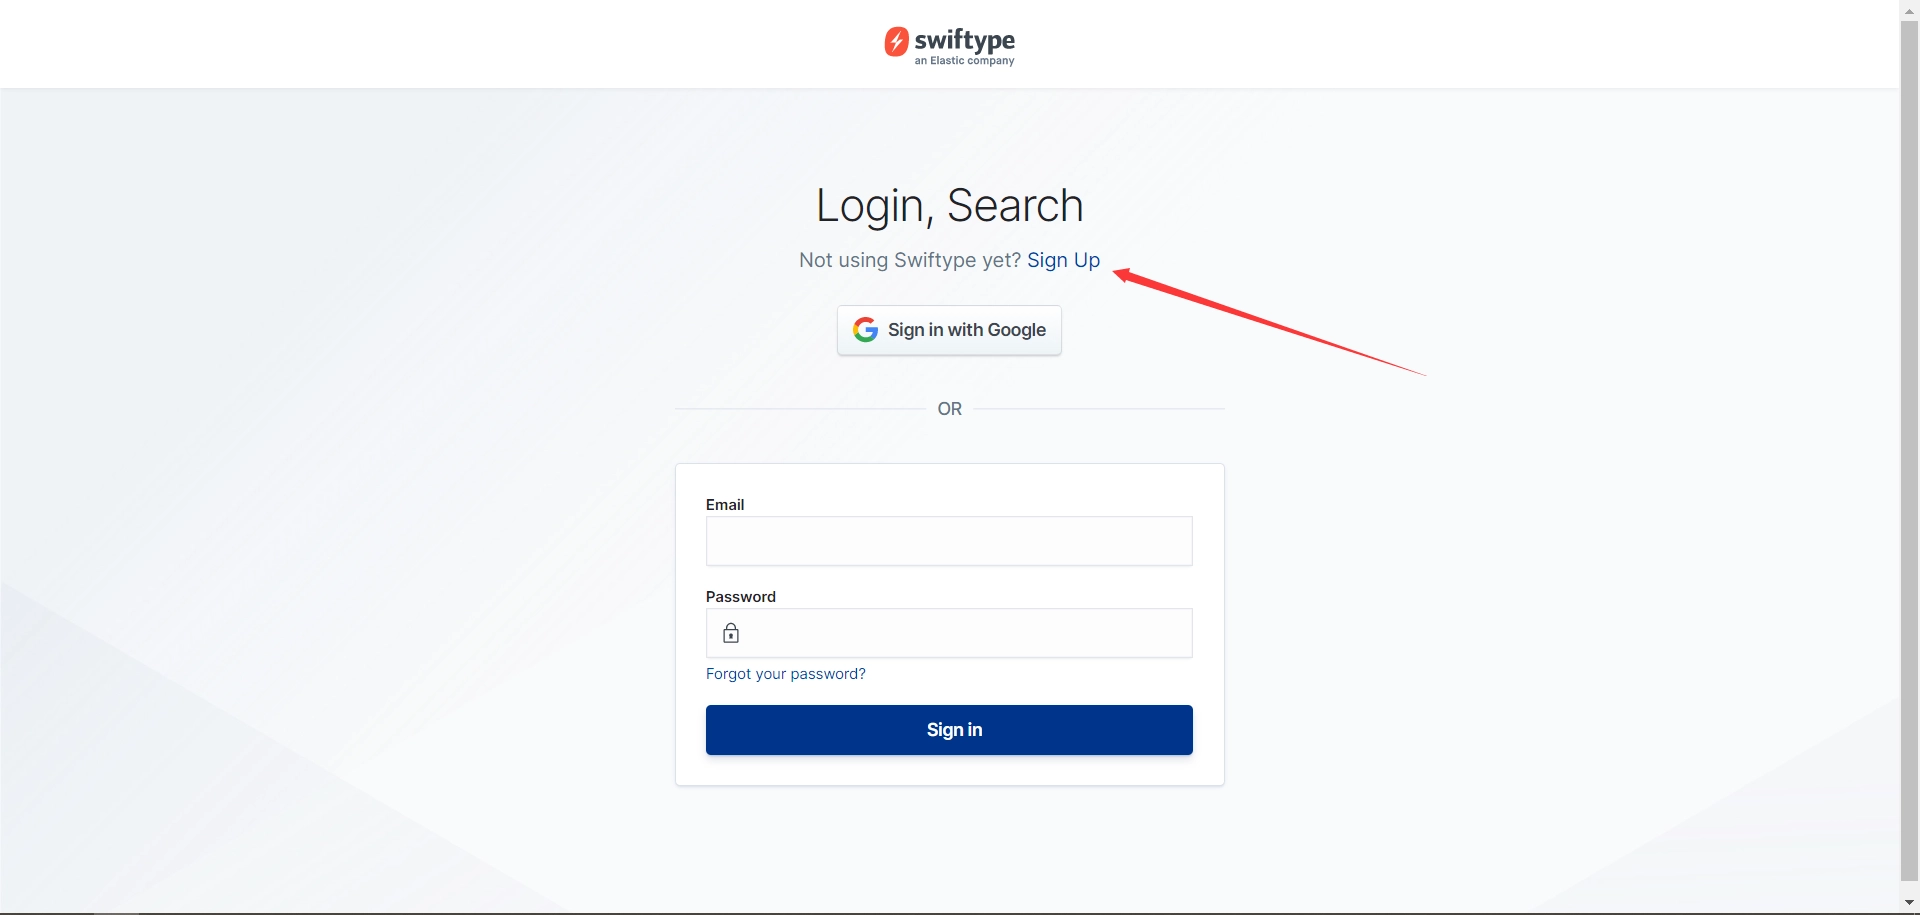 swiftype
an Elastic company
Login, Search
Not using Swiftype yet? Sign Up
Sign in with Google
OR
Email
Password
Forgot your password?
Sign in